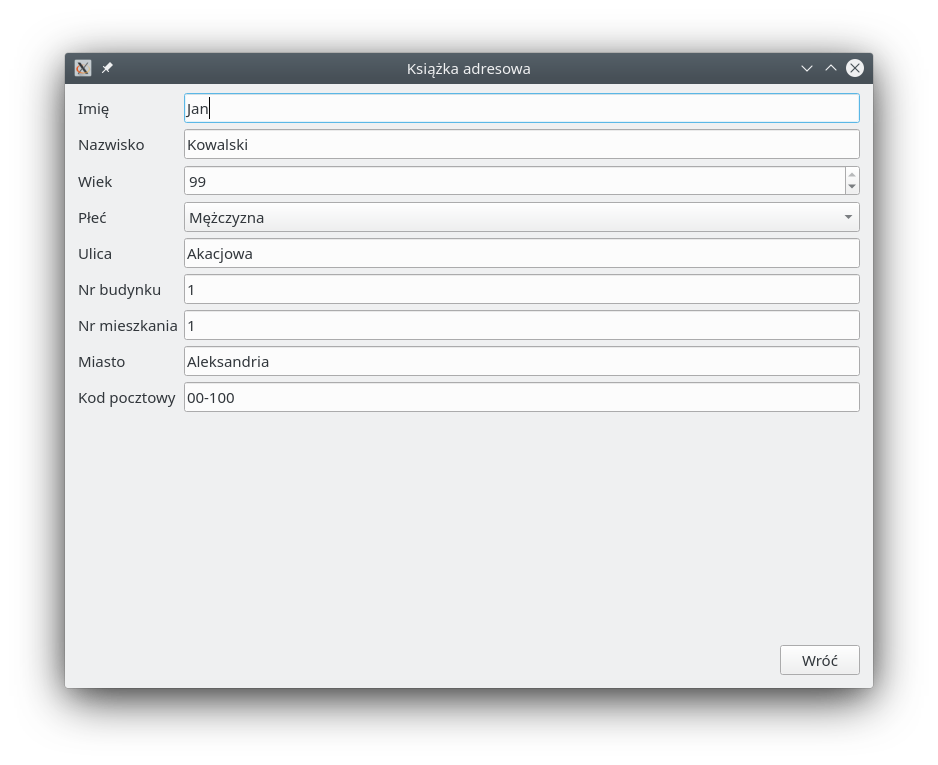 Książka adresowa
Imię Jan
Nazwisko Kowalski
Wiek 99
Płeć Mężczyzna
Ulica Akacjowa
Nr budynku 1
Nr mieszkania 1
Miasto Aleksandria
Kod pocztowy 00-100
Wróć